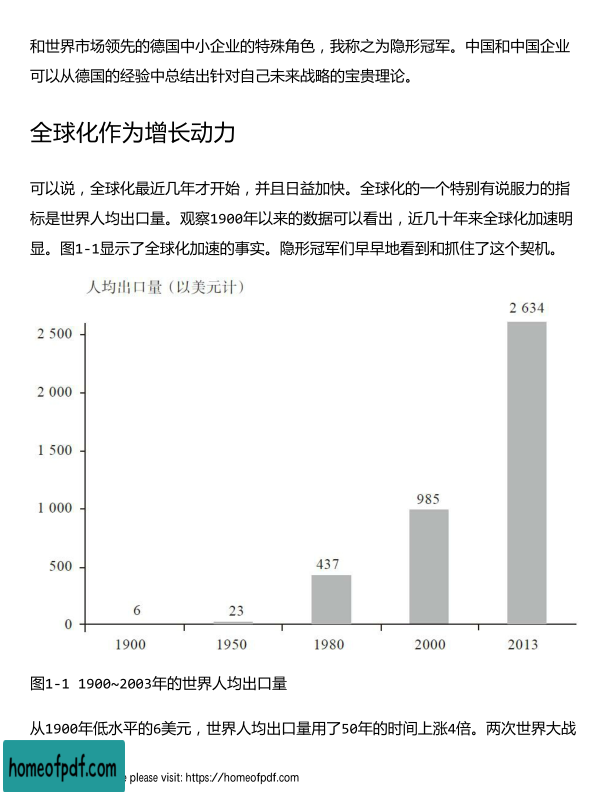 和世界市场领先的德国中小企业的特殊角色，我称之为隐形冠军。中国和中国企业
可以从德国的经验中总结出针对自己未来战略的宝贵理论。
全球化作为增长动力
可以说，全球化最近几年才开始，并且日益加快。全球化的一个特别有说服力的指
标是世界人均出口量。观察1900年以来的数据可以看出，近几十年来全球化加速明
显。图1-1显示了全球化加速的事实。隐形冠军们早早地看到和抓住了这个契机。
人均出口量（以美元计）
2 634
2 500
2 000
1 500
1 000
985
500
437
0
6
23
1900
1950
1980
2000
2013
图1-1 1900~2003年的世界人均出口量
从1900年低水平的6美元，世界人均出口量用了50年的时间上涨4倍。两次世界大战
homeofpdf.com
e please visit: https://homeofpdf.com